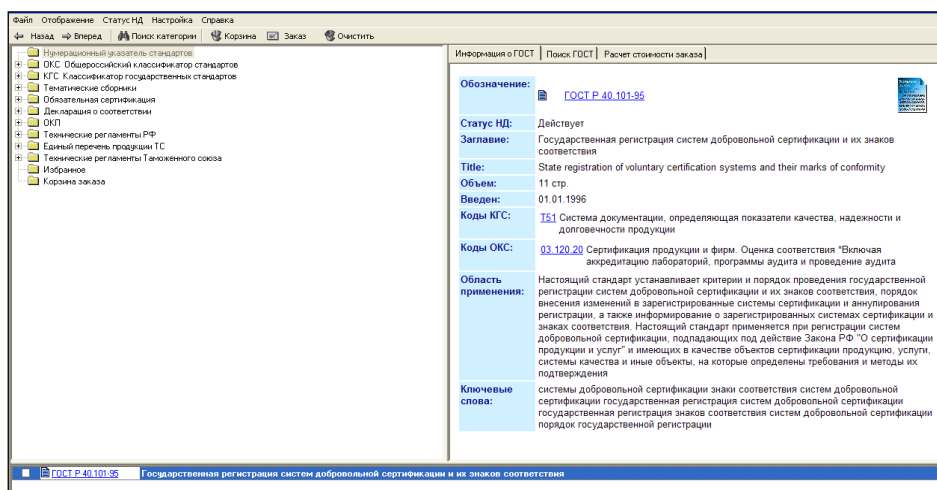 Файл Отображение Статус НД Настройка Справка
Назад Вперед Поиск категории Корзина Заказ Очистить
Нумерационный указатель стандартов
ОКС Общероссийский классификатор стандартов
КГС Классификатор государственных стандартов
Тематические сборники
Обязательная сертификация
Декларация о соответствии
ОКП
Технические регламенты РФ
Единый перечень продукции ТС
Технические регламенты Таможенного союза
Избранное
Корзина заказа
Информация о ГОСТ Поиск ГОСТ Расчет стоимости заказа
Обозначение: ГОСТ Р 40.101-95
Статус НД: Действует
Заглавие: Государственная регистрация систем добровольной сертификации и их знаков
соответствия
Title: State registration of voluntary certification systems and their marks of conformity
Объем: 11 стр.
Введен: 01.01.1996
Коды КГС: Т51 Система документации, определяющая показатели качества, надежности и
долговечности продукции
Коды ОКС: 03.120.20 Сертификация продукции и фирм. Оценка соответствия *Включая
аккредитацию лабораторий, программы аудита и проведение аудита
Область применения: Настоящий стандарт устанавливает критерии и порядок проведения государственной
регистрации систем добровольной сертификации и их знаков соответствия, порядок
внесения изменений в зарегистрированные системы сертификации и аннулирования
регистрации, а также информирование о зарегистрированных системах сертификации и
знаках соответствия. Настоящий стандарт применяется при регистрации систем
добровольной сертификации, подпадающих под действие Закона РФ "О сертификации
продукции и услуг" и имеющих в качестве объектов сертификации продукцию, услуги,
системы качества и иные объекты, на которые определены требования и методы их
подтверждения
Ключевые слова: системы добровольной сертификации знаки соответствия систем добровольной
сертификации государственная регистрация систем добровольной сертификации
государственная регистрация знаков соответствия систем добровольной сертификации
порядок государственной регистрации
ГОСТ Р 40.101-95 Государственная регистрация систем добровольной сертификации и их знаков соответствия